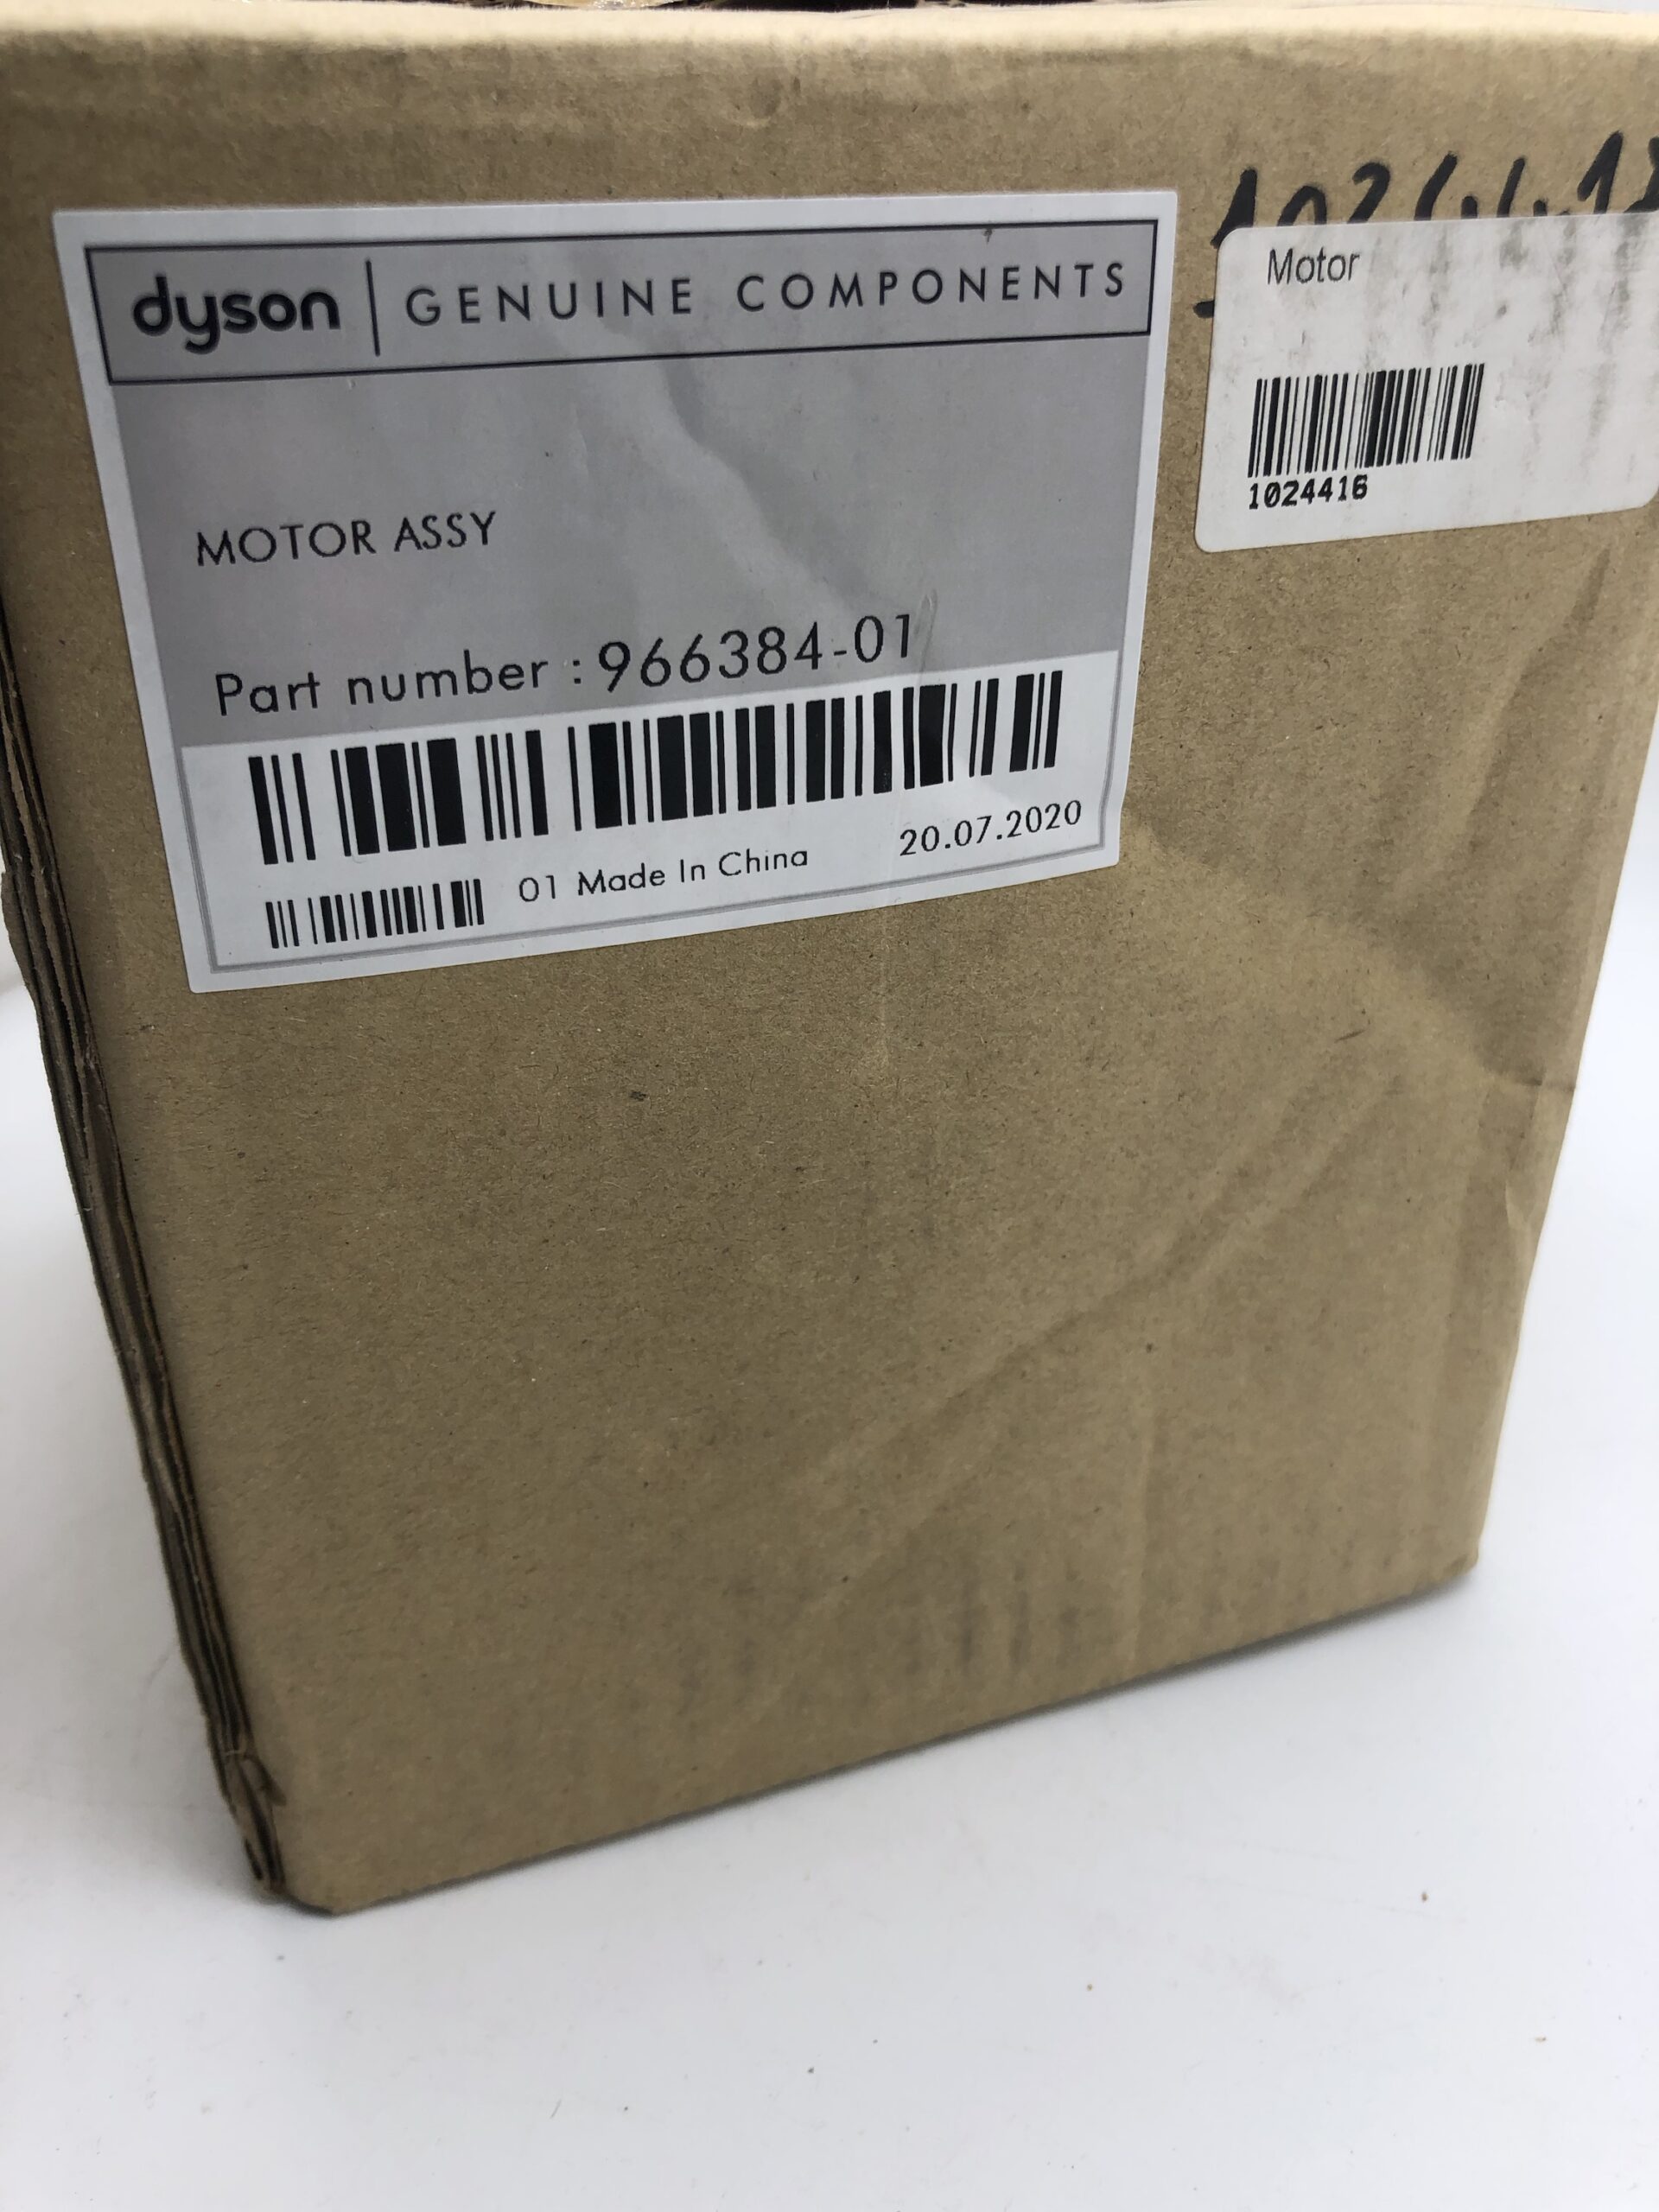 dyson | GENUINE COMPONENTS
MOTOR ASSY
Part number : 966384-01
01 Made In China
20.07.2020
Motor
1024416